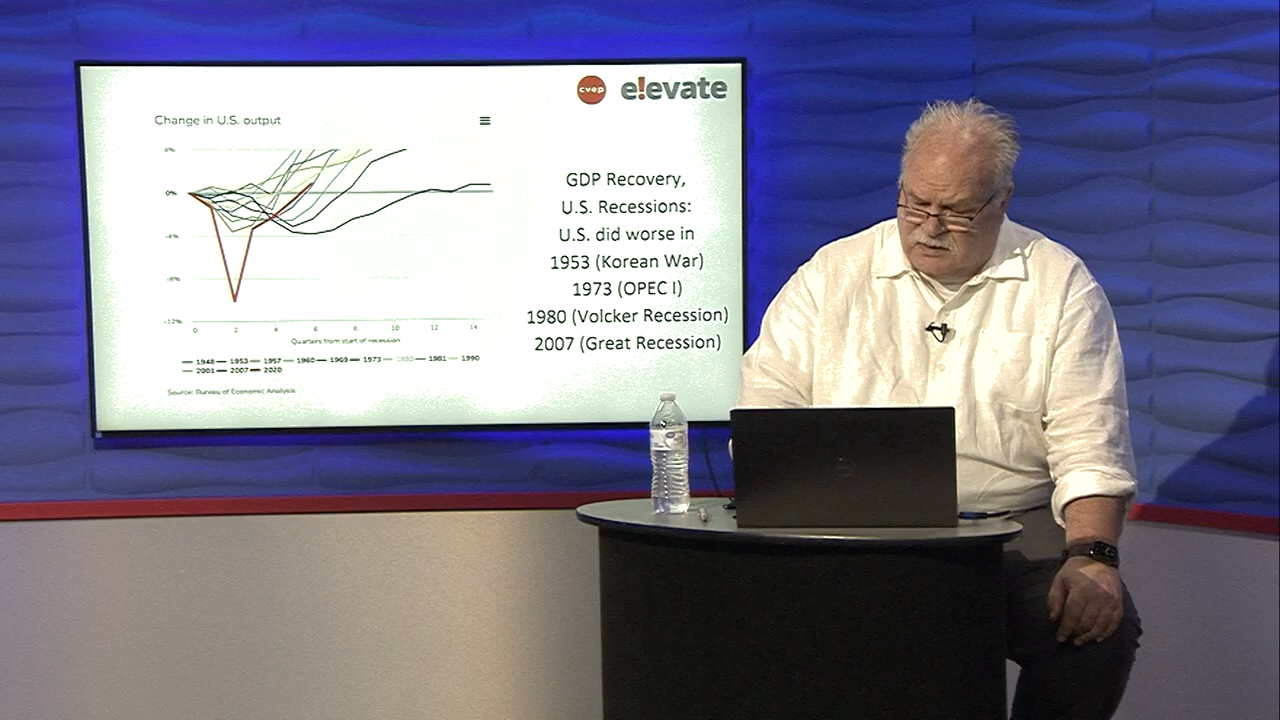 cvep e!evate
Change in U.S. output
4%
0%
-4%
-8%
-12%
0 2 4 6 8 10 12 14
Quarters from start of recession
1948 1953 1957 1960 1969 1973 1980 1981 1990
2001 2007 2020
Source: Bureau of Economic Analysis
GDP Recovery,
U.S. Recessions:
U.S. did worse in
1953 (Korean War)
1973 (OPEC I)
1980 (Volcker Recession)
2007 (Great Recession)